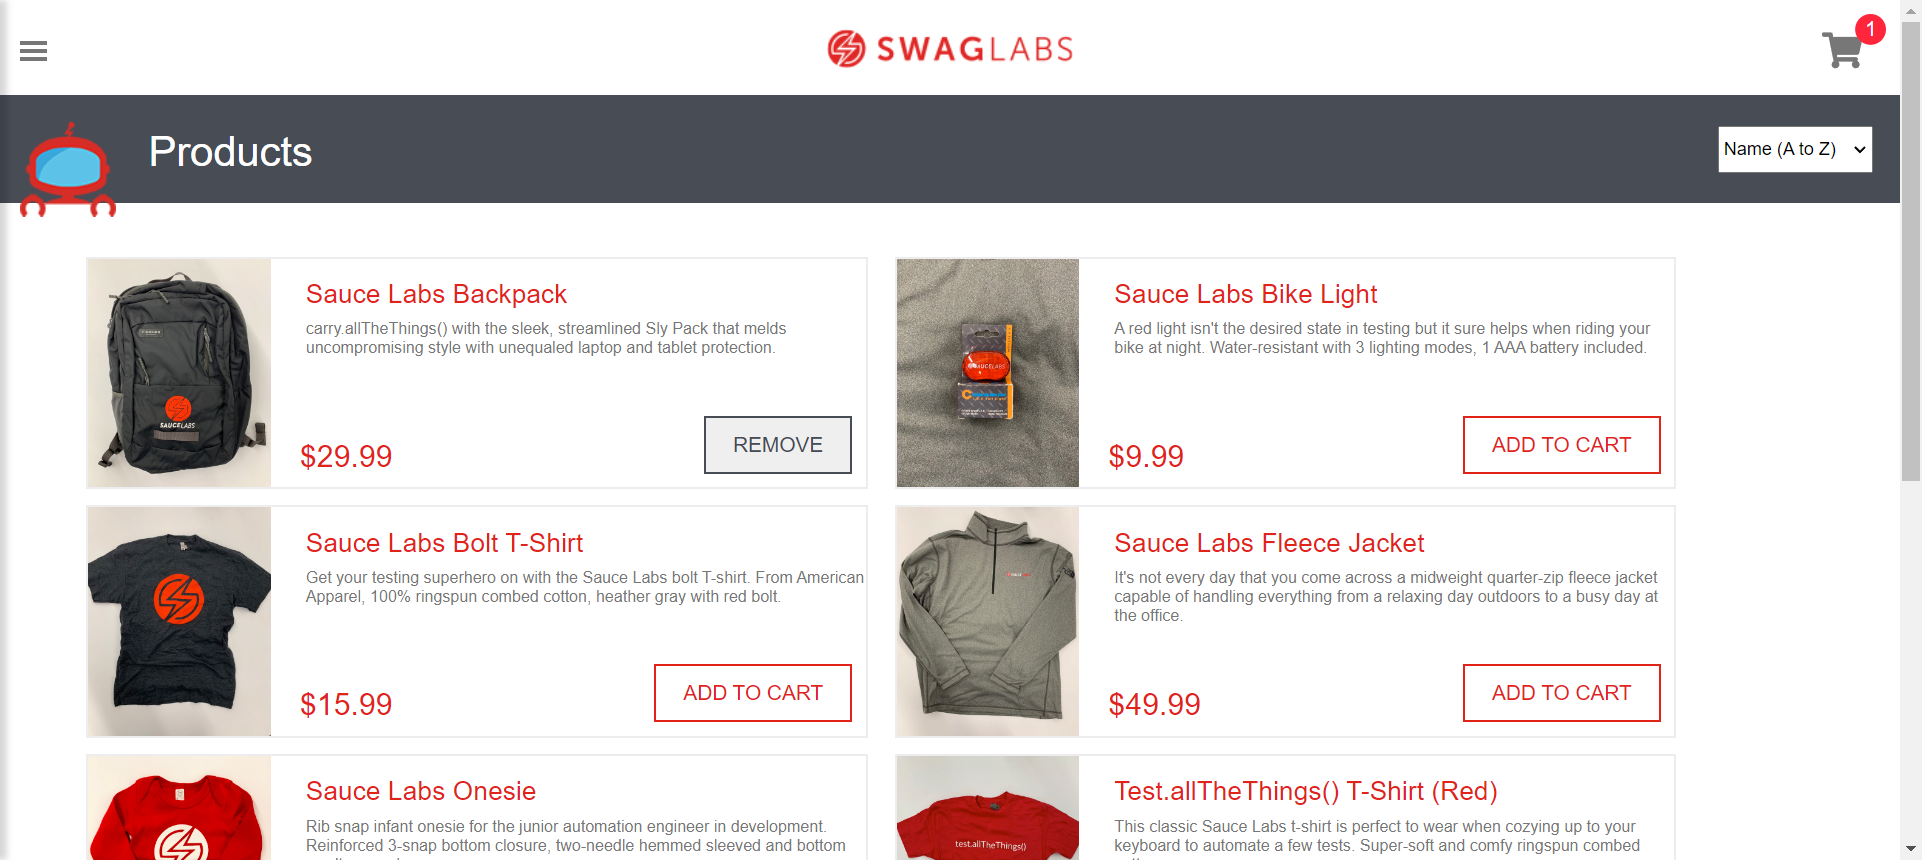 SWAGLABS
1
Products
Name (A to Z)
Sauce Labs Backpack
carry.allTheThings() with the sleek, streamlined Sly Pack that melds
uncompromising style with unequaled laptop and tablet protection.
SAUCELABS
$29.99
REMOVE
Sauce Labs Bike Light
A red light isn't the desired state in testing but it sure helps when riding your
bike at night. Water-resistant with 3 lighting modes, 1 AAA battery included.
SAUCELABS
$9.99
ADD TO CART
Sauce Labs Bolt T-Shirt
Get your testing superhero on with the Sauce Labs bolt T-shirt. From American
Apparel, 100% ringspun combed cotton, heather gray with red bolt.
$15.99
ADD TO CART
Sauce Labs Fleece Jacket
It's not every day that you come across a midweight quarter-zip fleece jacket
capable of handling everything from a relaxing day outdoors to a busy day at
the office.
$49.99
ADD TO CART
Sauce Labs Onesie
Rib snap infant onesie for the junior automation engineer in development.
Reinforced 3-snap bottom closure, two-needle hemmed sleeved and bottom
Test.allTheThings() T-Shirt (Red)
This classic Sauce Labs t-shirt is perfect to wear when cozying up to your
keyboard to automate a few tests. Super-soft and comfy ringspun combed
test.allTheThings()